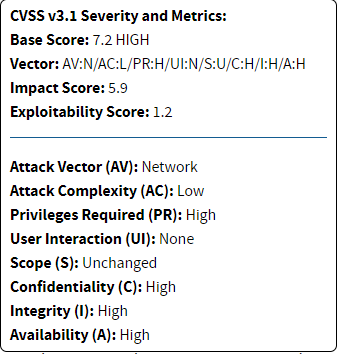 CVSS v3.1 Severity and Metrics:
Base Score: 7.2 HIGH
Vector: AV:N/AC:L/PR:H/UI:N/S:U/C:H/I:H/A:H
Impact Score: 5.9
Exploitability Score: 1.2
Attack Vector (AV): Network
Attack Complexity (AC): Low
Privileges Required (PR): High
User Interaction (UI): None
Scope (S): Unchanged
Confidentiality (C): High
Integrity (I): High
Availability (A): High